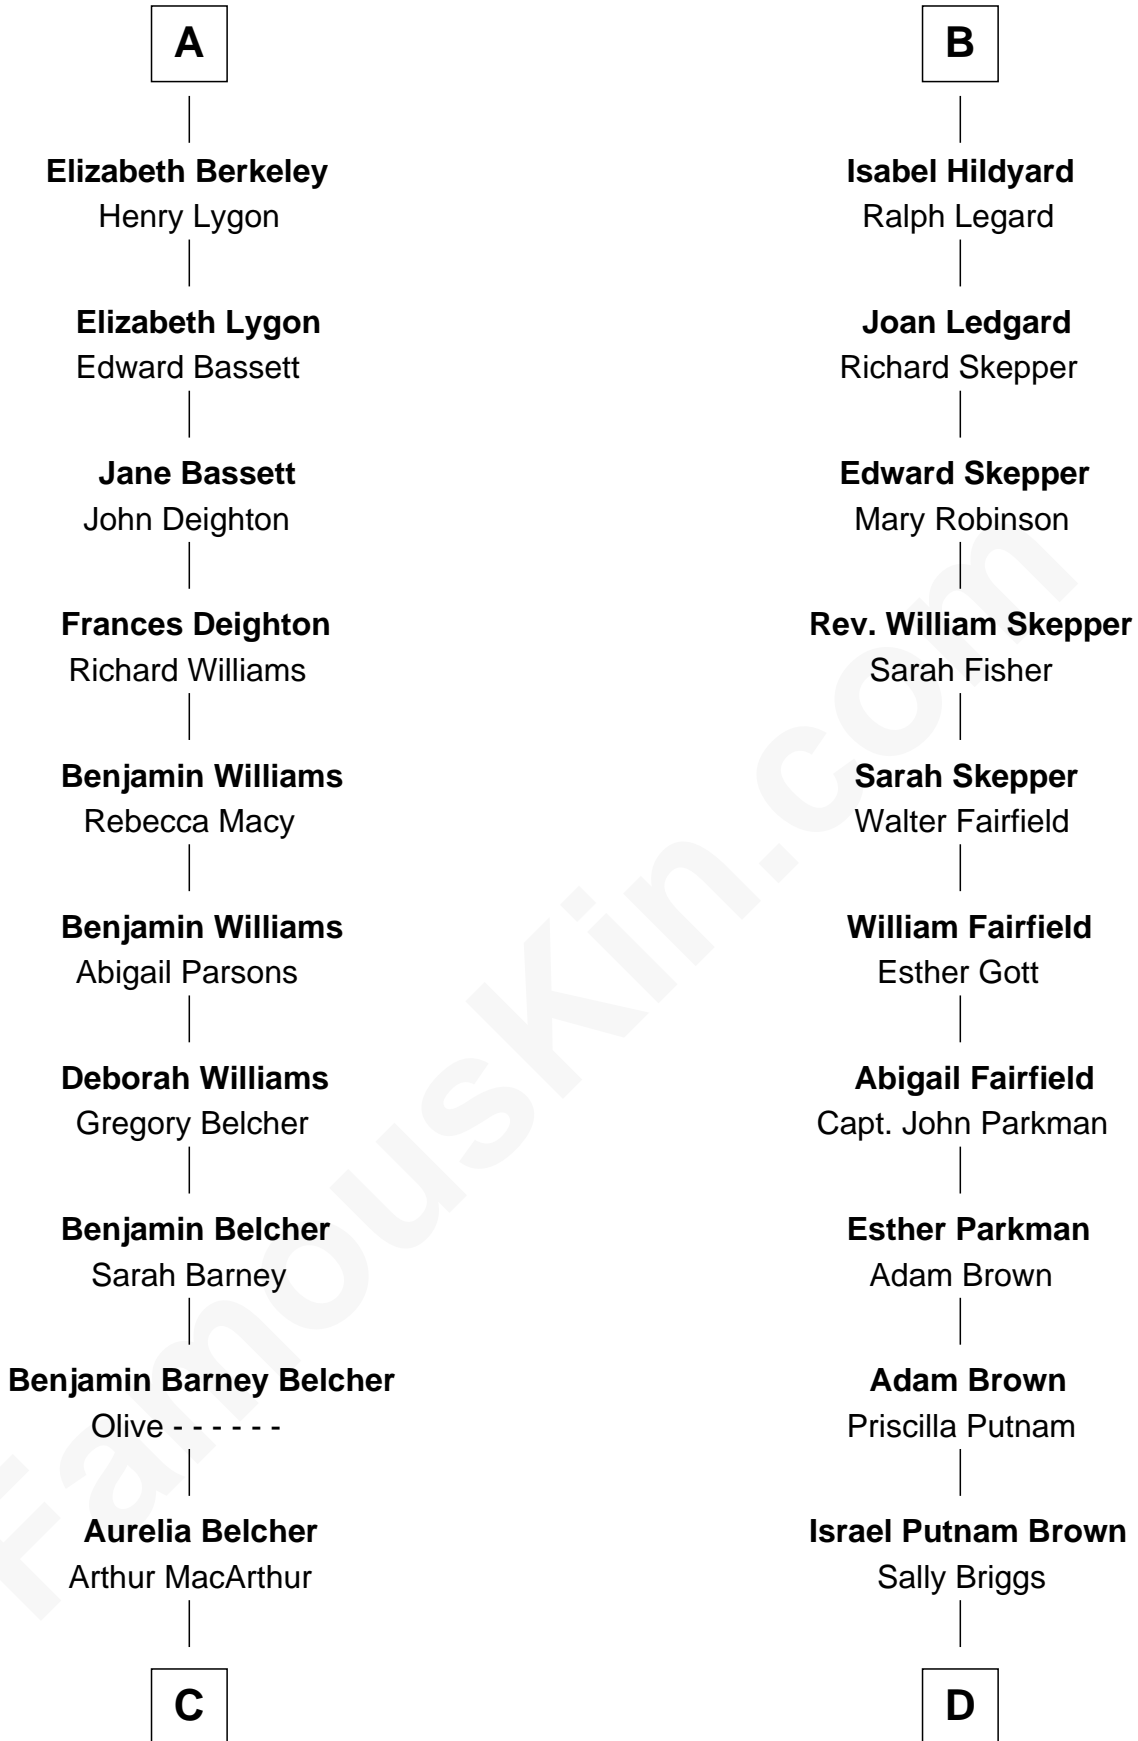 A
Elizabeth Berkeley
Henry Lygon
Elizabeth Lygon
Edward Bassett
Jane Bassett
John Deighton
Frances Deighton
Richard Williams
Benjamin Williams
Rebecca Macy
Benjamin Williams
Abigail Parsons
Deborah Williams
Gregory Belcher
Benjamin Belcher
Sarah Barney
Benjamin Barney Belcher
Olive - - - - - -
Aurelia Belcher
Arthur MacArthur
C
B
Isabel Hildyard
Ralph Legard
Joan Ledgard
Richard Skepper
Edward Skepper
Mary Robinson
Rev. William Skepper
Sarah Fisher
Sarah Skepper
Walter Fairfield
William Fairfield
Esther Gott
Abigail Fairfield
Capt. John Parkman
Esther Parkman
Adam Brown
Adam Brown
Priscilla Putnam
Israel Putnam Brown
Sally Briggs
D
FamousKin.com